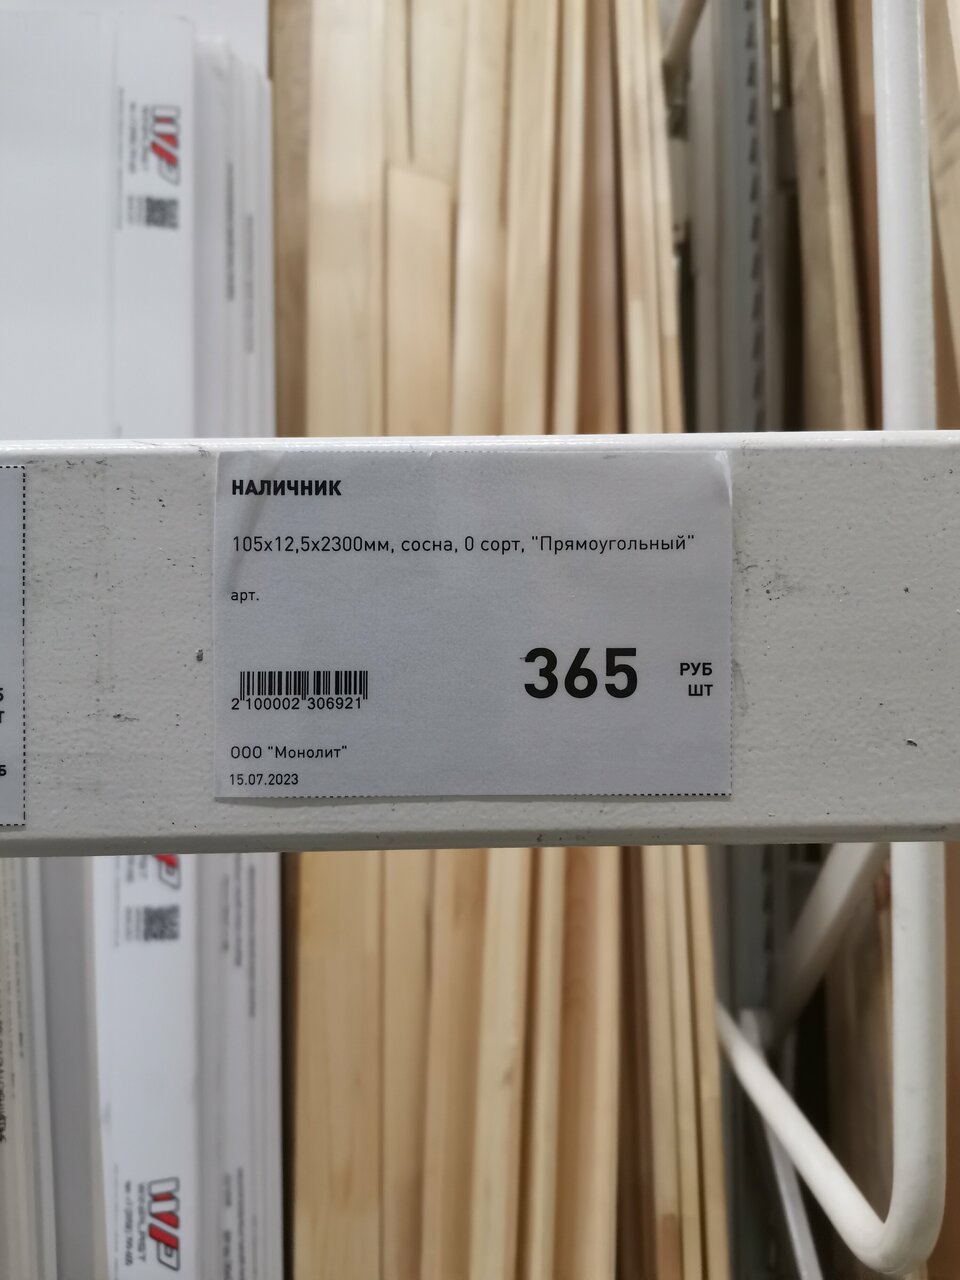 НАЛИЧНИК
105х12,5х2300мм, сосна, 0 сорт, "Прямоугольный"
арт.
365 РУБ
ШТ
2 100002 306921
ООО "Монолит"
15.07.2023